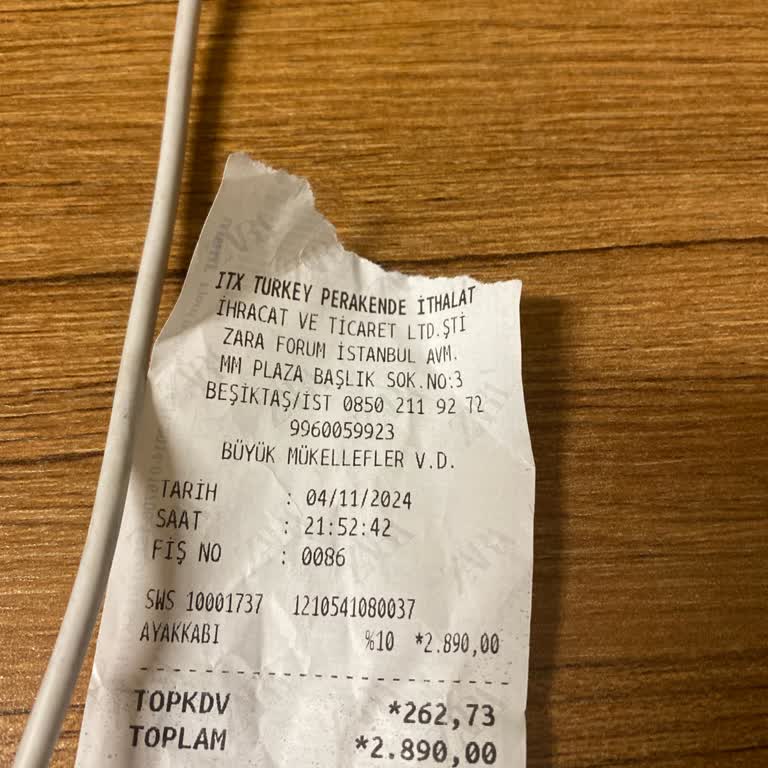 ITX TURKEY PERAKENDE İTHALAT
İHRACAT VE TİCARET LTD.ŞTİ
ZARA FORUM İSTANBUL AVM.
MM PLAZA BAŞLIK SOK.NO:3
BEŞİKTAŞ/İST 0850 211 92 72
9960059923
BÜYÜK MÜKELLEFLER V.D.
TARİH : 04/11/2024
SAAT : 21:52:42
FİŞ NO : 0086
SWS 10001737 1210541080037
AYAKKABI %10 *2.890,00
TOPKDV *262,73
TOPLAM *2.890,00